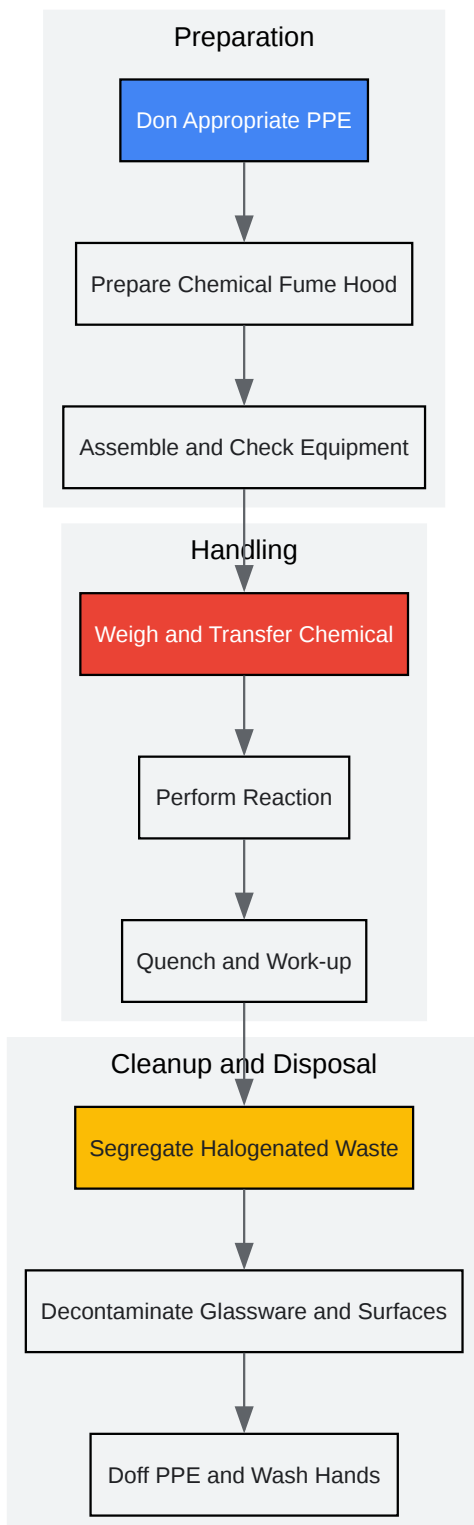 Preparation
Don Appropriate PPE
Prepare Chemical Fume Hood
Assemble and Check Equipment
Handling
Weigh and Transfer Chemical
Perform Reaction
Quench and Work-up
Cleanup and Disposal
Segregate Halogenated Waste
Decontaminate Glassware and Surfaces
Doff PPE and Wash Hands